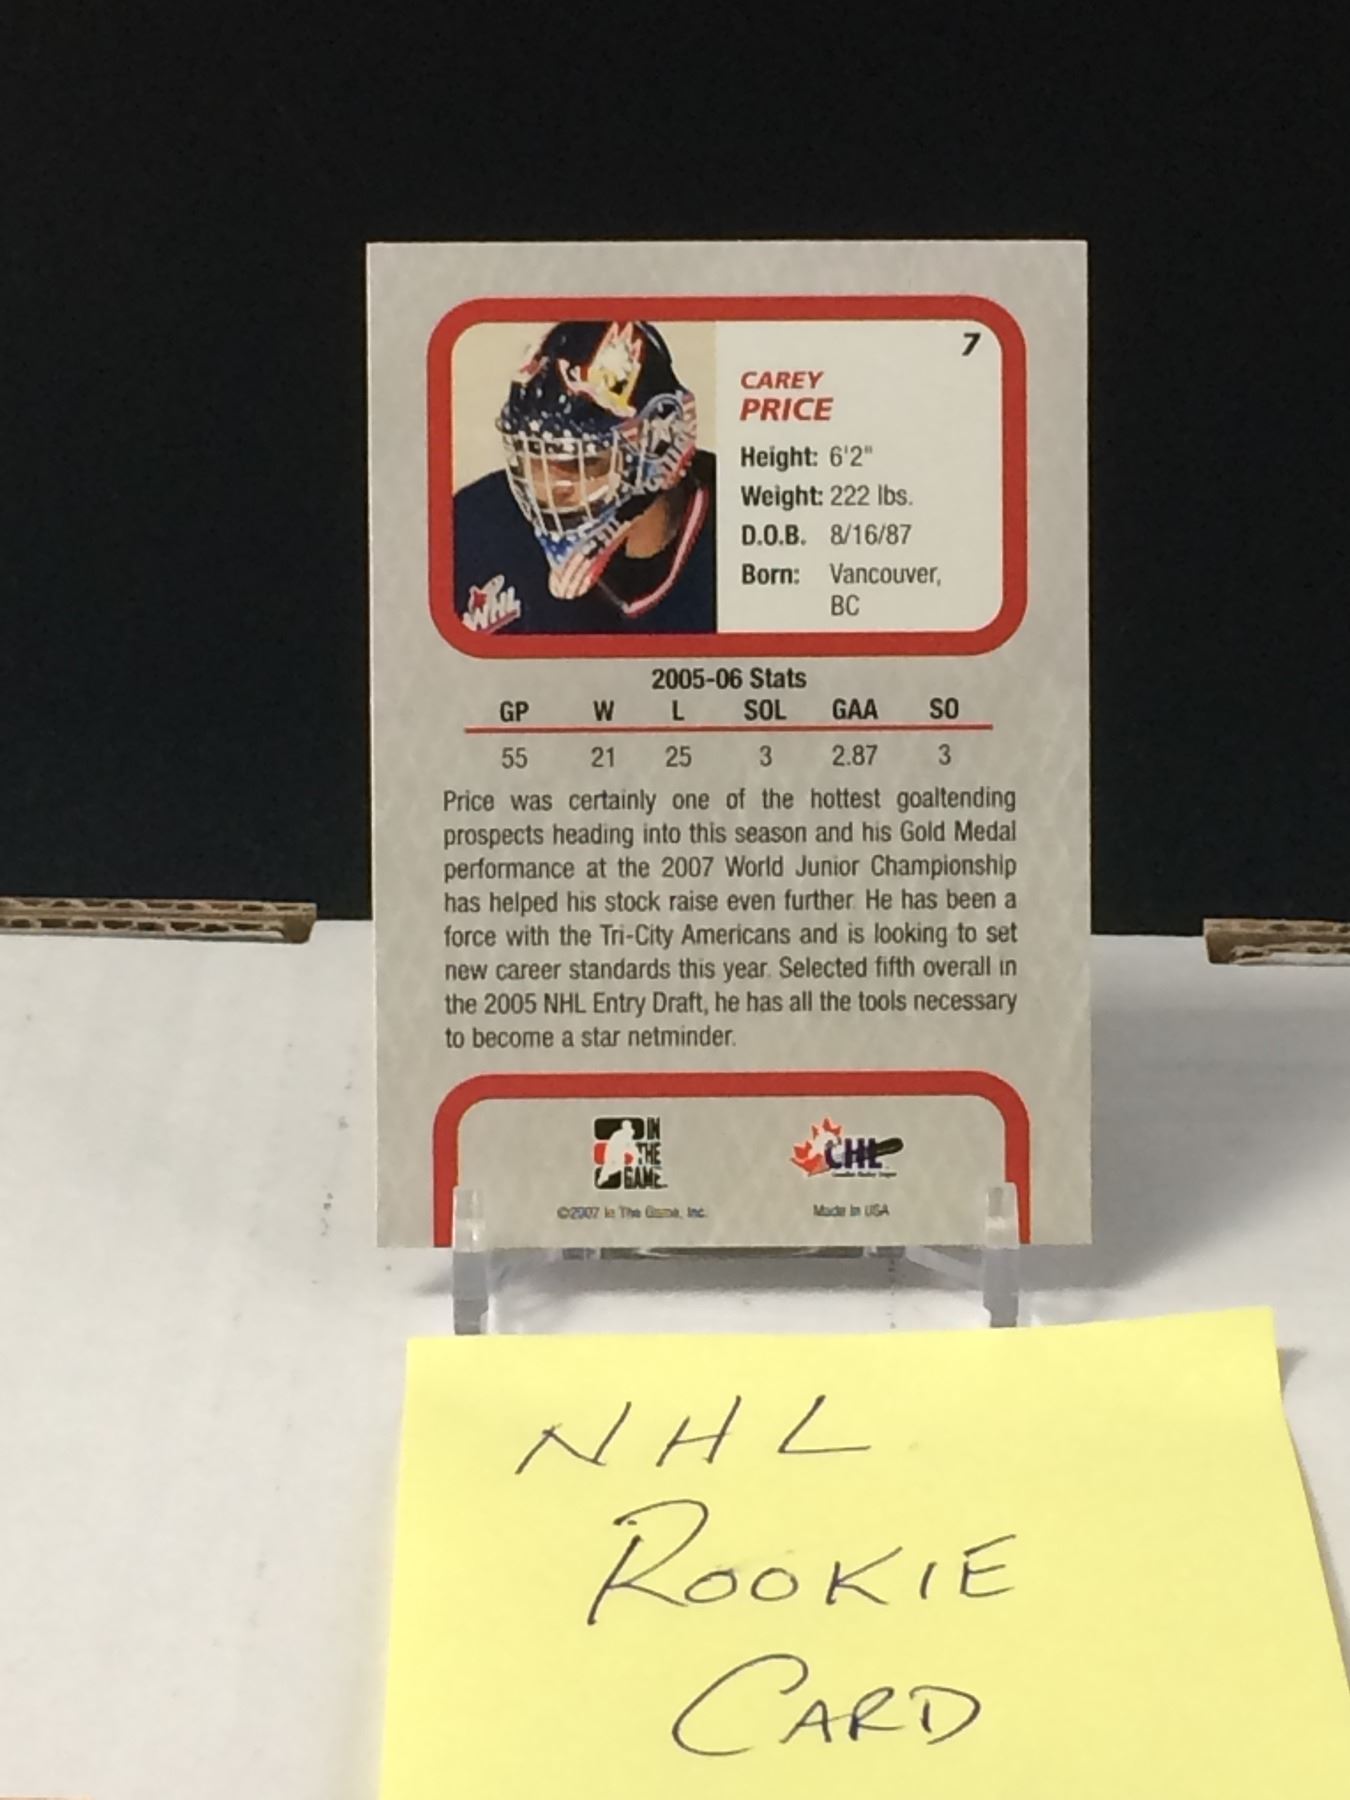 7
CAREY
PRICE
Height: 6'2"
Weight: 222 lbs.
D.O.B. 8/16/87
Born: Vancouver,
BC
WHL
2005-06 Stats
GP W L SOL GAA SO
55 21 25 3 2.87 3
Price was certainly one of the hottest goaltending
prospects heading into this season and his Gold Medal
performance at the 2007 World Junior Championship
has helped his stock raise even further. He has been a
force with the Tri-City Americans and is looking to set
new career standards this year. Selected fifth overall in
the 2005 NHL Entry Draft, he has all the tools necessary
to become a star netminder.
IN
THE
GAME
CHL
©2007 In The Game, Inc. Made In USA
NHL
ROOKIE
CARD